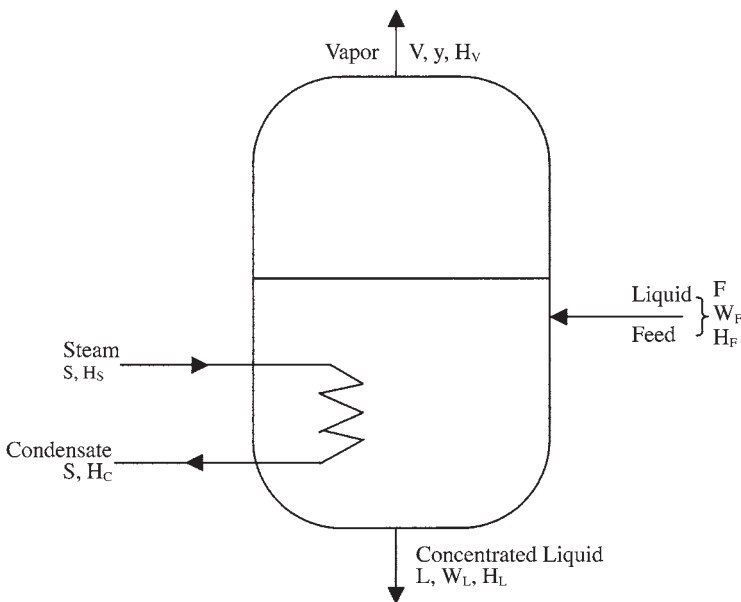 Vapor V, y, H_V
Liquid F
W_F
Feed H_F
Steam
S, H_S
Condensate
S, H_C
Concentrated Liquid
L, W_L, H_L